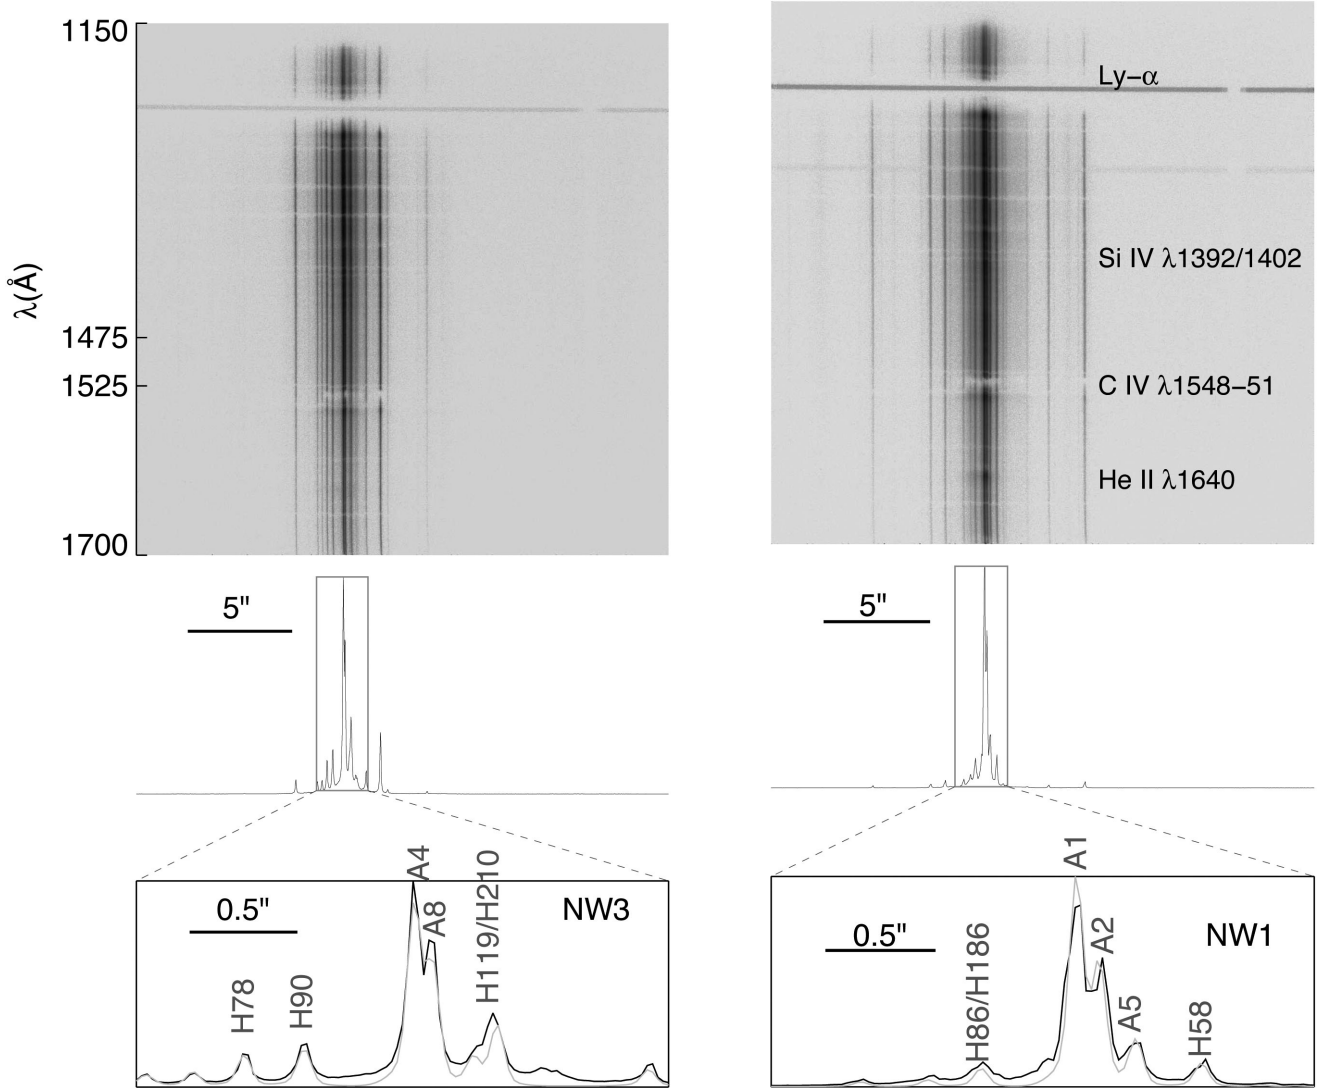 1150
λ(Å)
1475
1525
1700
Ly−α
Si IV λ1392/1402
C IV λ1548−51
He II λ1640
5"
5"
0.5"
H78
H90
A4
A8
H119/H210
NW3
0.5"
H86/H186
A1
A2
A5
H58
NW1